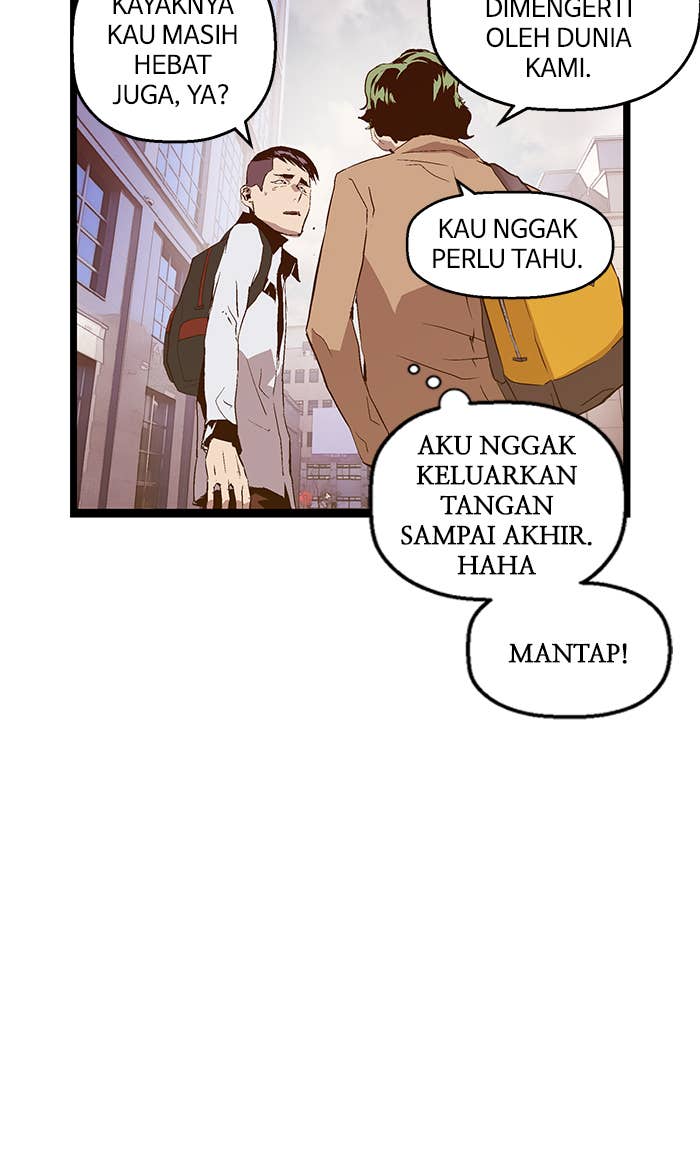 KAYAKNYA
KAU MASIH
HEBAT
JUGA, YA?
DIMENGERTI
OLEH DUNIA
KAMI.
KAU NGGAK
PERLU TAHU.
AKU NGGAK
KELUARKAN
TANGAN
SAMPAI AKHIR.
HAHA
MANTAP!